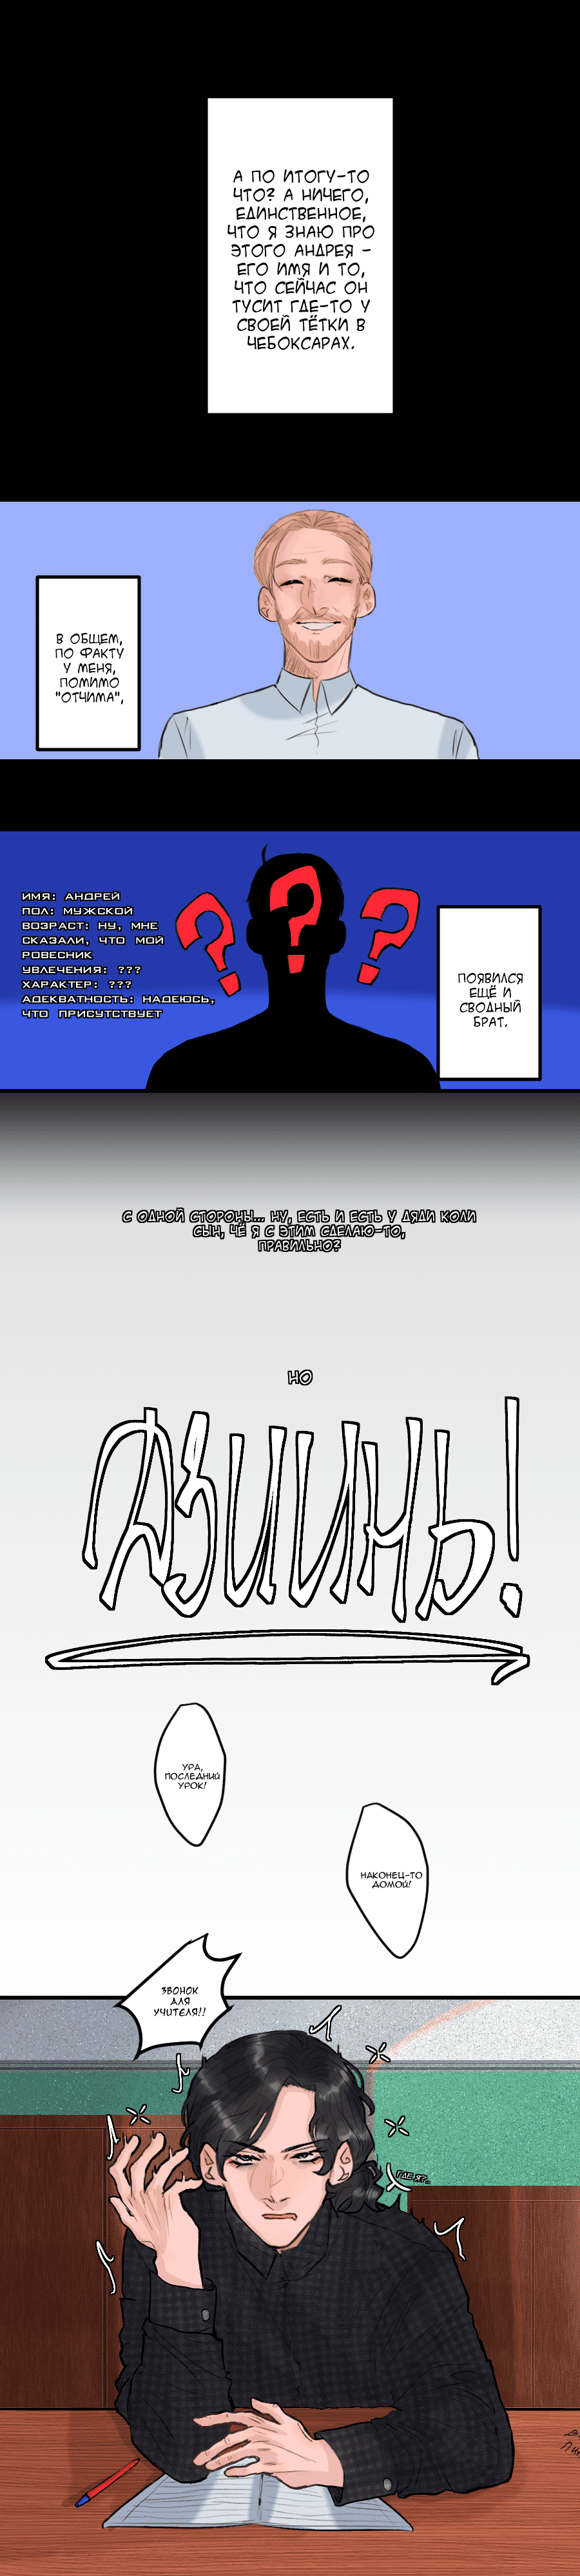 А ПО ИТОГУ-ТО
ЧТО? А НИЧЕГО,
ЕДИНСТВЕННОЕ,
ЧТО Я ЗНАЮ ПРО
ЭТОГО АНДРЕЯ -
ЕГО ИМЯ И ТО,
ЧТО СЕЙЧАС ОН
ТУСИТ ГДЕ-ТО У
СВОЕЙ ТЁТКИ В
ЧЕБОКСАРАХ.
В ОБЩЕМ,
ПО ФАКТУ
У МЕНЯ,
ПОМИМО
"ОТЧИМА",
ИМЯ: АНДРЕЙ
ПОЛ: МУЖСКОЙ
ВОЗРАСТ: НУ, МНЕ
СКАЗАЛИ, ЧТО МОЙ
РОВЕСНИК
УВЛЕЧЕНИЯ: ???
ХАРАКТЕР: ???
АДЕКВАТНОСТЬ: НАДЕЮСЬ,
ЧТО ПРИСУТСТВУЕТ
? ? ?
ПОЯВИЛСЯ
ЕЩЁ И
СВОДНЫЙ
БРАТ.
С ОДНОЙ СТОРОНЫ... НУ, ЕСТЬ И ЕСТЬ У ДЯДИ КОЛИ
СЫН, ЧЁ Я С ЭТИМ СДЕЛАЮ-ТО,
ПРАВИЛЬНО?
НО
ДЗИИНЬ!
УРА,
ПОСЛЕДНИЙ
УРОК!
НАКОНЕЦ-ТО
ДОМОЙ!
ЗВОНОК
ДЛЯ
УЧИТЕЛЯ!!
ГДЕ Я?..